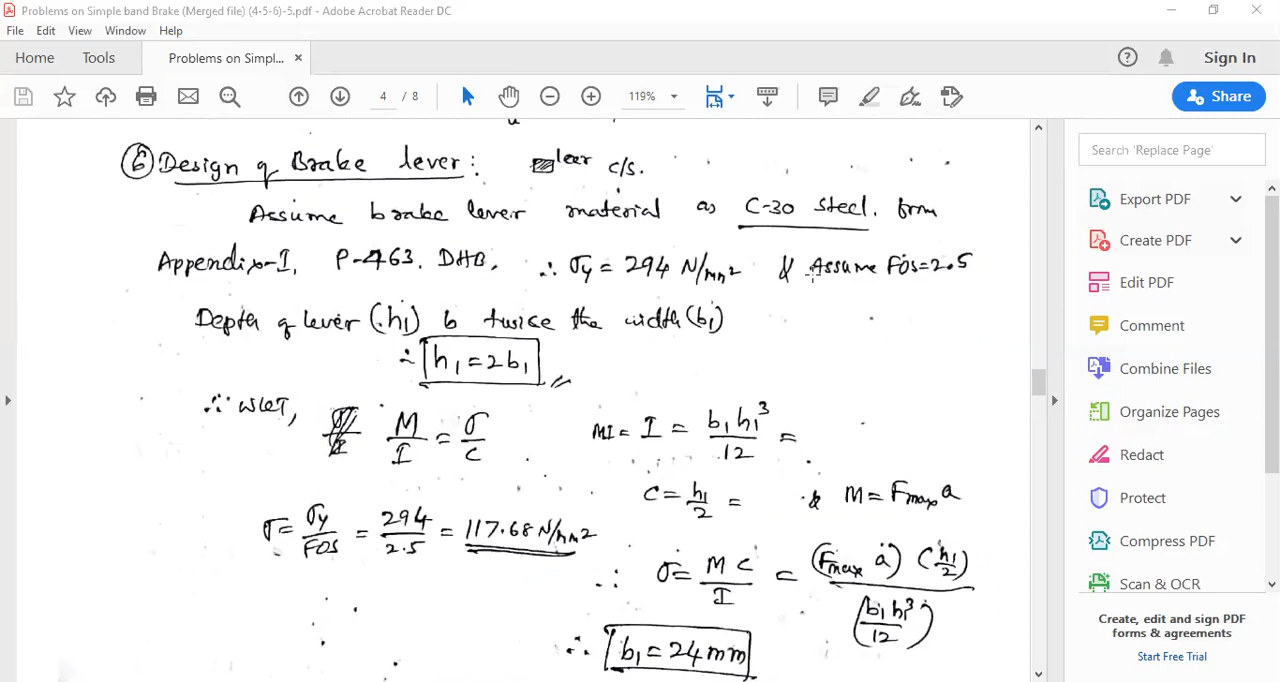 Problems on Simple band Brake (Merged file) (4-5-6)-5.pdf - Adobe Acrobat Reader DC
File Edit View Window Help
Home Tools Problems on Simpl... ×
Sign In
4 / 8 119%
Share
⑥ Design of Brake lever: c/s.
Assume brake lever material as C-30 steel. from
Appendix-I, P-463. DHB, ∴ σy = 294 N/mm² & Assume FOS=2.5
Depth of lever (h1) is twice the width (b1)
∴ h1 = 2b1
∴ WKT, M/I = σ/c MI = I = b1h1³/12 =
c = h1/2 = & M = Fmax a
σ = σy/FOS = 294/2.5 = 117.68 N/mm²
∴ σ = M c/I = (Fmax a) (h1/2)/(b1h1³/12)
∴ b1 = 24mm
Search 'Replace Page'
Export PDF
Create PDF
Edit PDF
Comment
Combine Files
Organize Pages
Redact
Protect
Compress PDF
Scan & OCR
Create, edit and sign PDF
forms & agreements
Start Free Trial